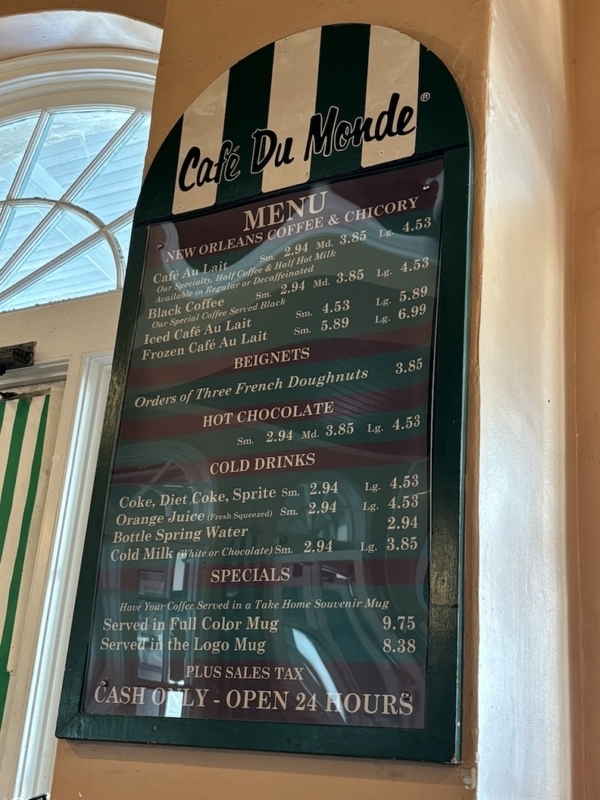 Café Du Monde®
MENU
NEW ORLEANS COFFEE & CHICORY
Café Au Lait Sm. 2.94 Md. 3.85 Lg. 4.53
Our Specialty, Half Coffee & Half Hot Milk
Available in Regular or Decaffeinated
Black Coffee Sm. 2.94 Md. 3.85 Lg. 4.53
Our Special Coffee Served Black
Iced Café Au Lait Sm. 4.53 Lg. 5.89
Frozen Café Au Lait Sm. 5.89 Lg. 6.99
BEIGNETS
Orders of Three French Doughnuts 3.85
HOT CHOCOLATE
Sm. 2.94 Md. 3.85 Lg. 4.53
COLD DRINKS
Coke, Diet Coke, Sprite Sm. 2.94 Lg. 4.53
Orange Juice (Fresh Squeezed) Sm. 2.94 Lg. 4.53
Bottle Spring Water 2.94
Cold Milk (White or Chocolate) Sm. 2.94 Lg. 3.85
SPECIALS
Have Your Coffee Served in a Take Home Souvenir Mug
Served in Full Color Mug 9.75
Served in the Logo Mug 8.38
PLUS SALES TAX
CASH ONLY - OPEN 24 HOURS